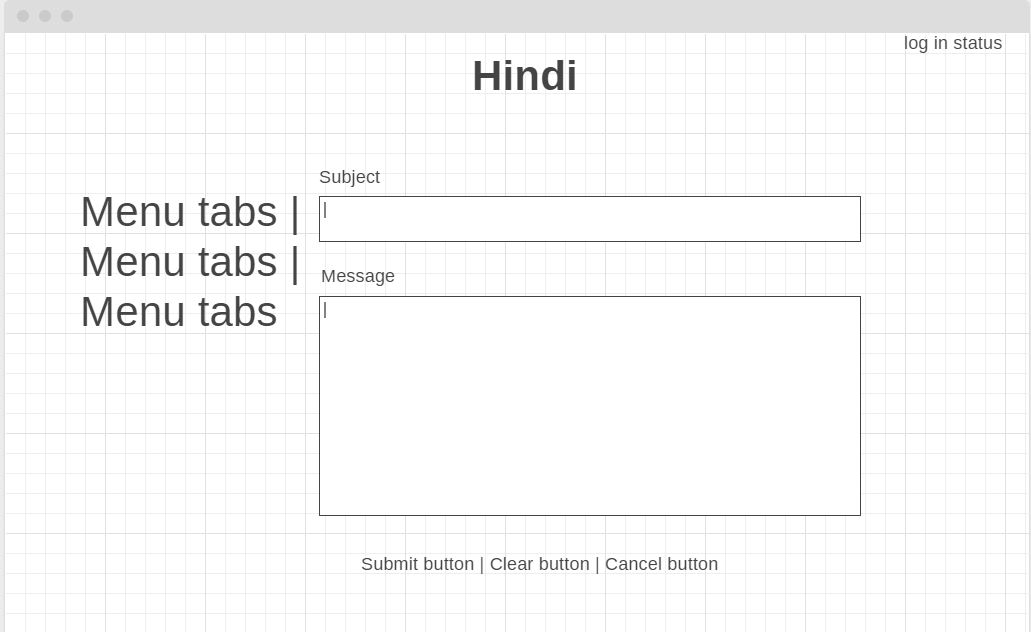 log in status
Hindi
Subject
Menu tabs |
Menu tabs |
Menu tabs
Message
Submit button | Clear button | Cancel button